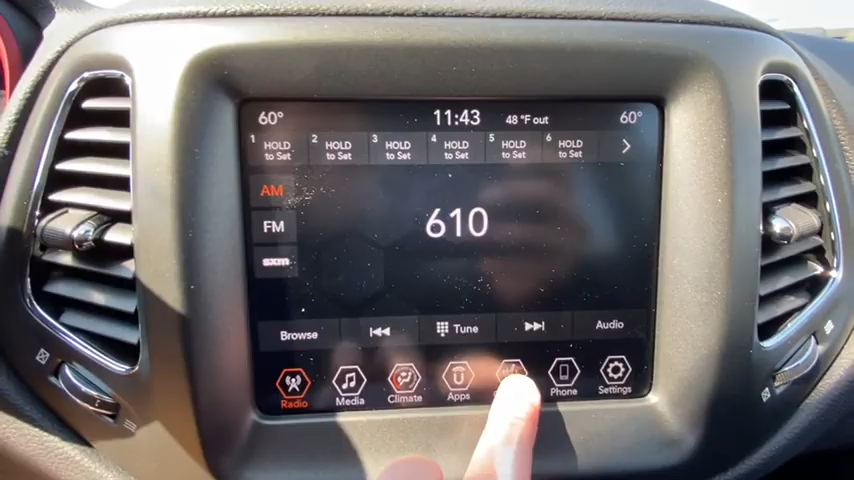 60° 11:43 48 °F out 60°
1 HOLD to Set 2 HOLD to Set 3 HOLD to Set 4 HOLD to Set 5 HOLD to Set 6 HOLD to Set
AM
610
FM
sxm
Browse Tune Audio
Radio Media Climate Apps Phone Settings